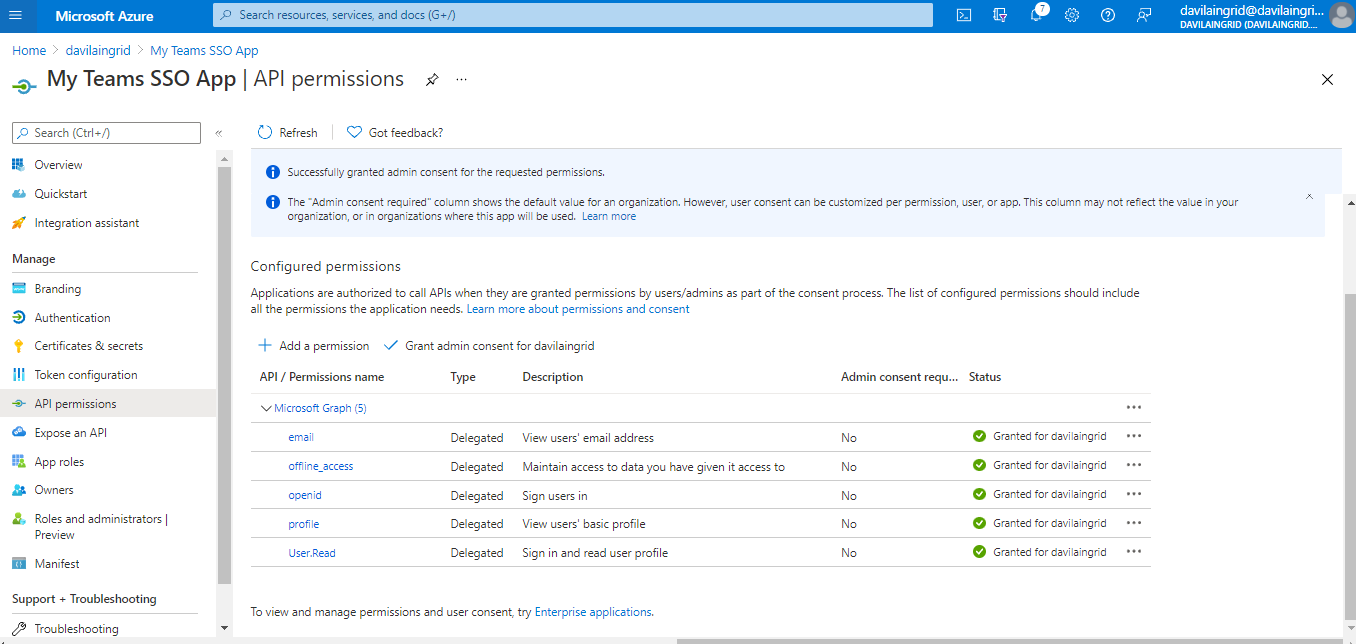 Microsoft Azure
Search resources, services, and docs (G+/)
7
davilaingrid@davilaingri...
DAVILAINGRID (DAVILAINGRID....
Home > davilaingrid > My Teams SSO App
My Teams SSO App | API permissions
Search (Ctrl+/)
«
Refresh
Got feedback?
Overview
Quickstart
Integration assistant
Manage
Branding
Authentication
Certificates & secrets
Token configuration
API permissions
Expose an API
App roles
Owners
Roles and administrators |
Preview
Manifest
Support + Troubleshooting
Troubleshooting
Successfully granted admin consent for the requested permissions.
The "Admin consent required" column shows the default value for an organization. However, user consent can be customized per permission, user, or app. This column may not reflect the value in your
organization, or in organizations where this app will be used. Learn more
Configured permissions
Applications are authorized to call APIs when they are granted permissions by users/admins as part of the consent process. The list of configured permissions should include
all the permissions the application needs. Learn more about permissions and consent
Add a permission
Grant admin consent for davilaingrid
API / Permissions name Type Description Admin consent requ... Status
Microsoft Graph (5)
email Delegated View users' email address No Granted for davilaingrid
offline_access Delegated Maintain access to data you have given it access to No Granted for davilaingrid
openid Delegated Sign users in No Granted for davilaingrid
profile Delegated View users' basic profile No Granted for davilaingrid
User.Read Delegated Sign in and read user profile No Granted for davilaingrid
To view and manage permissions and user consent, try Enterprise applications.